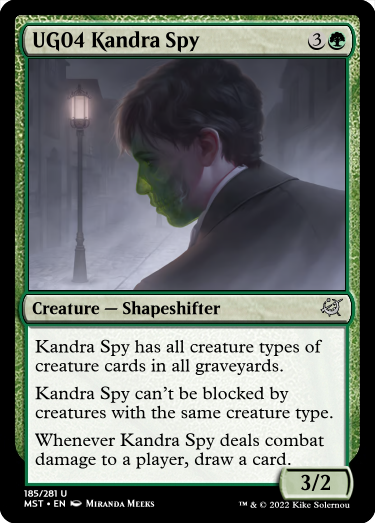 UG04 Kandra Spy 3
Creature — Shapeshifter
Kandra Spy has all creature types of
creature cards in all graveyards.
Kandra Spy can't be blocked by
creatures with the same creature type.
Whenever Kandra Spy deals combat
damage to a player, draw a card.
3/2
185/281 U
MST • EN MIRANDA MEEKS
™ & © 2022 Kike Solernou